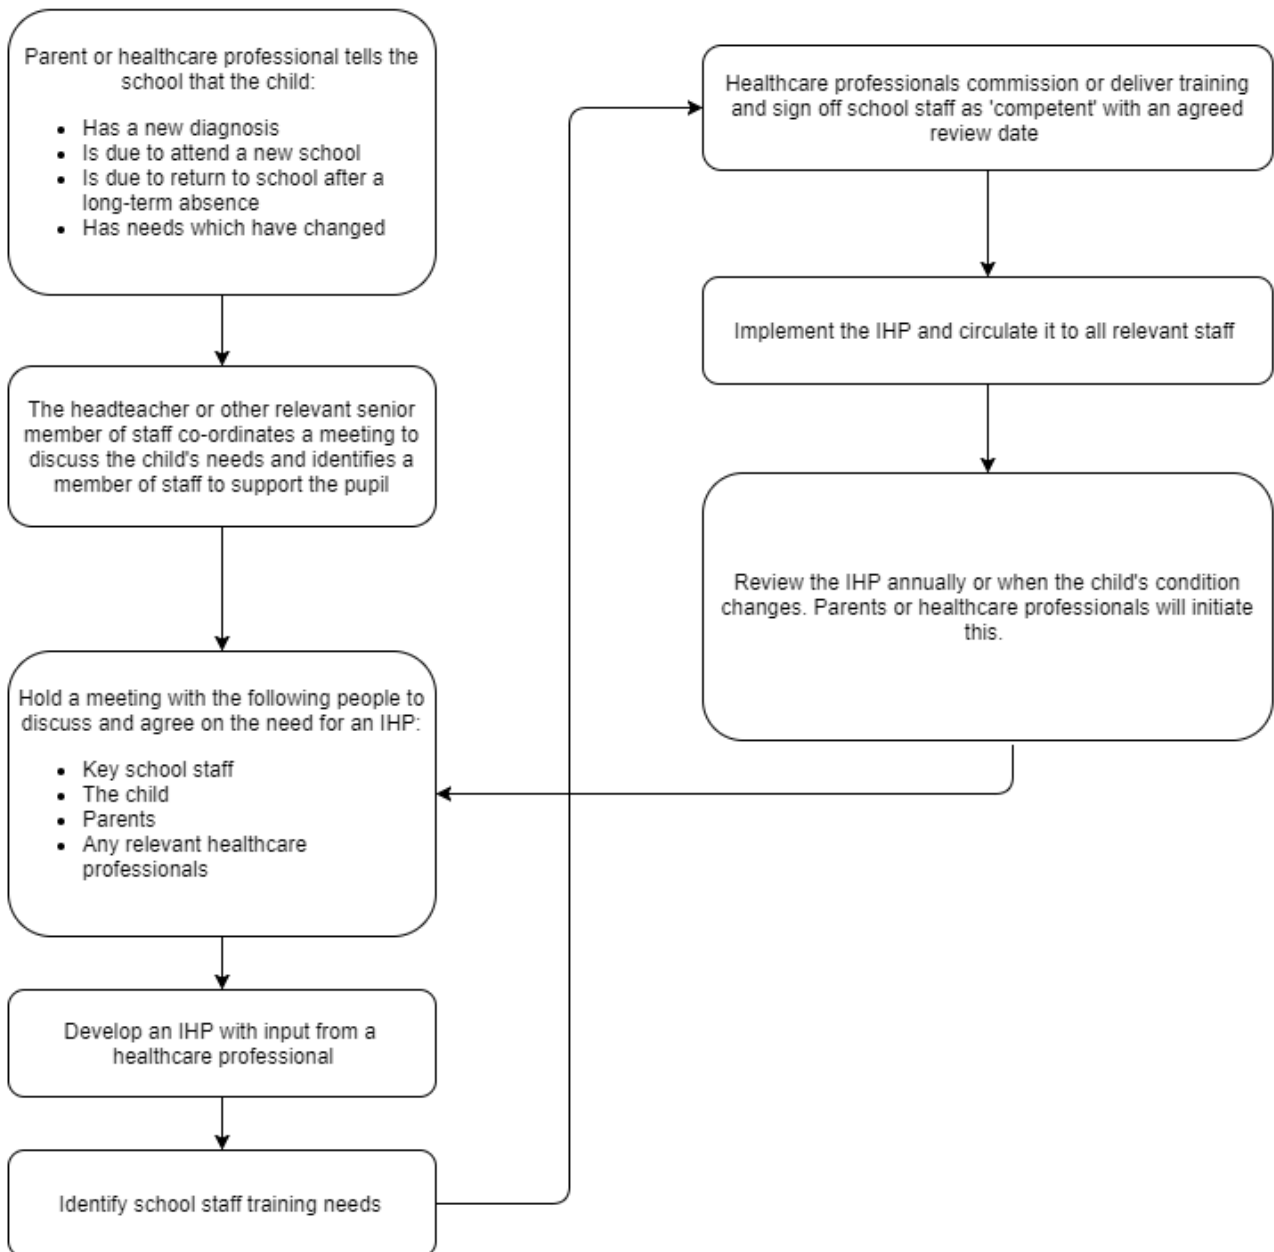 Parent or healthcare professional tells the
school that the child:
• Has a new diagnosis
• Is due to attend a new school
• Is due to return to school after a
long-term absence
• Has needs which have changed
The headteacher or other relevant senior
member of staff co-ordinates a meeting to
discuss the child's needs and identifies a
member of staff to support the pupil
Hold a meeting with the following people to
discuss and agree on the need for an IHP:
• Key school staff
• The child
• Parents
• Any relevant healthcare
professionals
Develop an IHP with input from a
healthcare professional
Identify school staff training needs
Healthcare professionals commission or deliver training
and sign off school staff as 'competent' with an agreed
review date
Implement the IHP and circulate it to all relevant staff
Review the IHP annually or when the child's condition
changes. Parents or healthcare professionals will initiate
this.